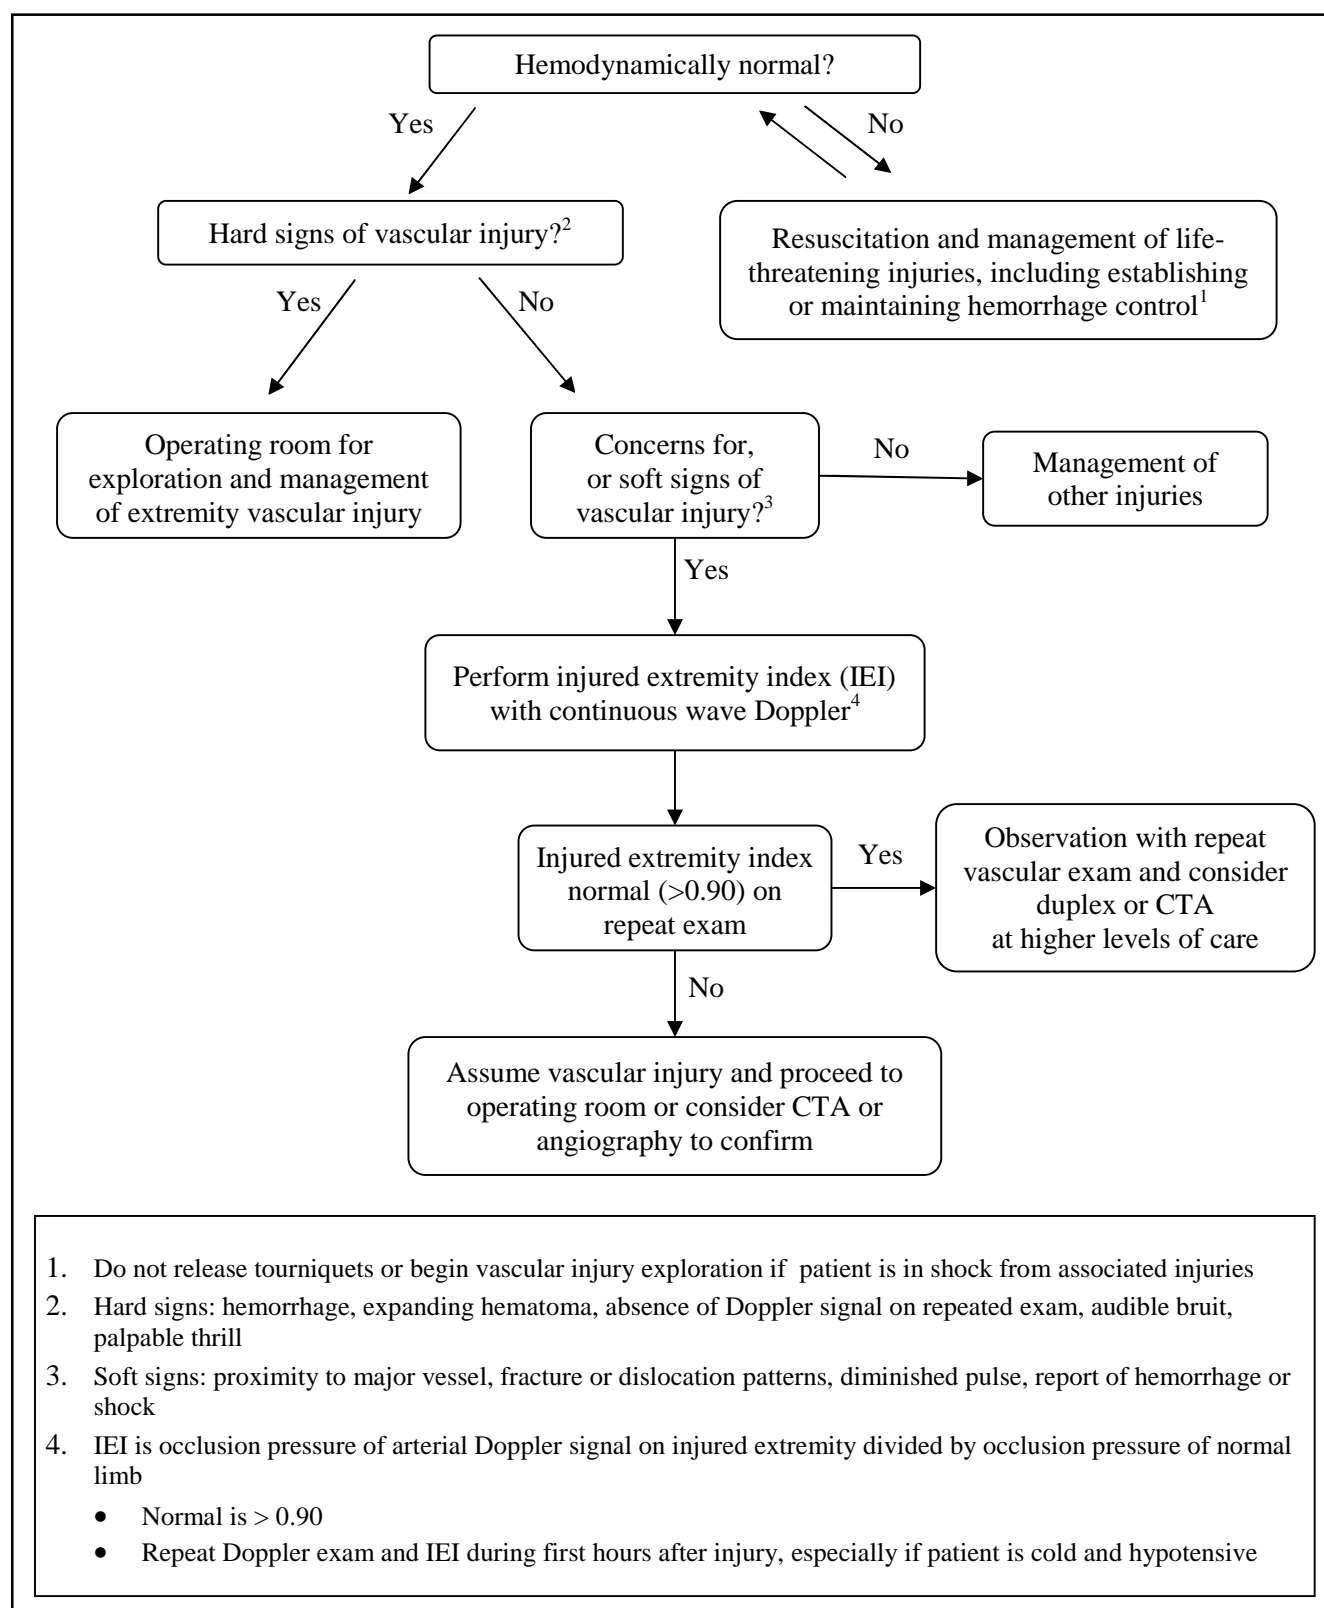 Hemodynamically normal?
Yes
No
Hard signs of vascular injury?2
Resuscitation and management of life-
threatening injuries, including establishing
or maintaining hemorrhage control1
Yes
No
Operating room for
exploration and management
of extremity vascular injury
Concerns for,
or soft signs of
vascular injury?3
No
Management of
other injuries
Yes
Perform injured extremity index (IEI)
with continuous wave Doppler4
Injured extremity index
normal (>0.90) on
repeat exam
Yes
Observation with repeat
vascular exam and consider
duplex or CTA
at higher levels of care
No
Assume vascular injury and proceed to
operating room or consider CTA or
angiography to confirm
1. Do not release tourniquets or begin vascular injury exploration if patient is in shock from associated injuries
2. Hard signs: hemorrhage, expanding hematoma, absence of Doppler signal on repeated exam, audible bruit,
palpable thrill
3. Soft signs: proximity to major vessel, fracture or dislocation patterns, diminished pulse, report of hemorrhage or
shock
4. IEI is occlusion pressure of arterial Doppler signal on injured extremity divided by occlusion pressure of normal
limb
• Normal is > 0.90
• Repeat Doppler exam and IEI during first hours after injury, especially if patient is cold and hypotensive